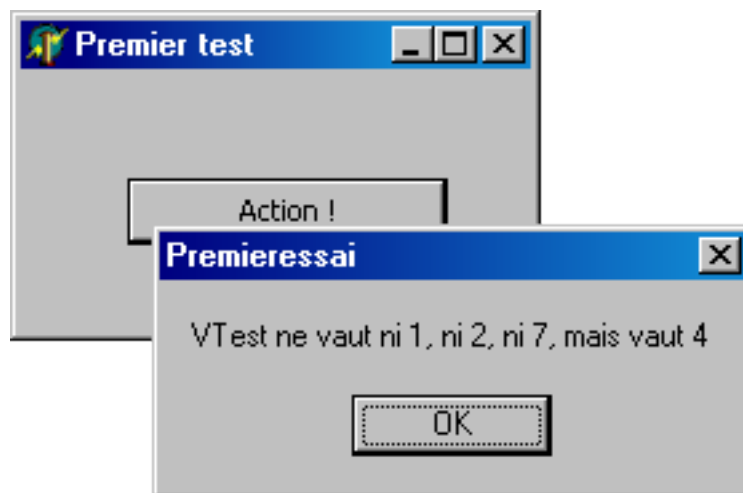 Premier test
Action !
Premieressai
VTest ne vaut ni 1, ni 2, ni 7, mais vaut 4
OK